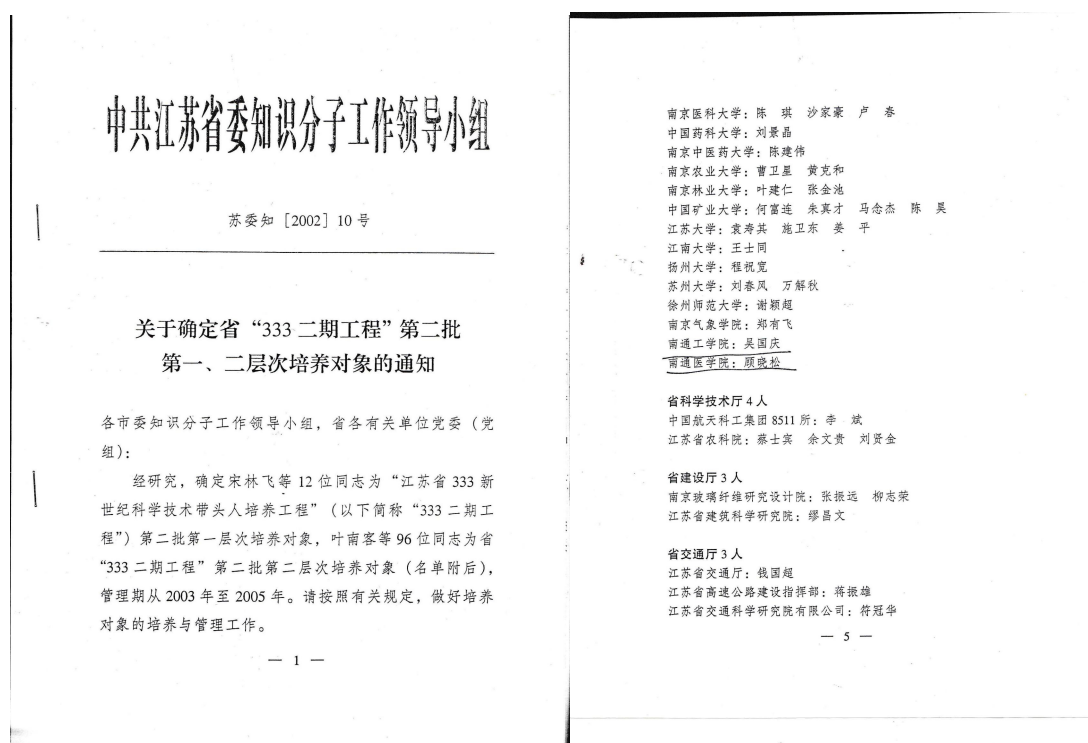 中共江苏省委知识分子工作领导小组
苏委知［2002］10号
关于确定省“333二期工程”第二批
第一、二层次培养对象的通知
各市委知识分子工作领导小组，省各有关单位党委（党
组）：
经研究，确定宋林飞等12位同志为“江苏省333新
世纪科学技术带头人培养工程”（以下简称“333二期工
程”）第二批第一层次培养对象，叶南客等96位同志为省
“333二期工程”第二批第二层次培养对象（名单附后），
管理期从2003年至2005年。请按照有关规定，做好培养
对象的培养与管理工作。
— 1 —
南京医科大学：陈　琪　沙家豪　卢　春
中国药科大学：刘景晶
南京中医药大学：陈建伟
南京农业大学：曹卫星　黄克和
南京林业大学：叶建仁　张金池
中国矿业大学：何富连　朱真才　马念杰　陈　昊
江苏大学：袁寿其　施卫东　姜　平
江南大学：王士同
扬州大学：程祝宽
苏州大学：刘春风　万解秋
徐州师范大学：谢颖超
南京气象学院：郑有飞
南通工学院：吴国庆
南通医学院：顾晓松
省科学技术厅4人
中国航天科工集团8511所：李　斌
江苏省农科院：蔡士宾　余文贵　刘贤金
省建设厅3人
南京玻璃纤维研究设计院：张振远　柳志荣
江苏省建筑科学研究院：缪昌文
省交通厅3人
江苏省交通厅：钱国超
江苏省高速公路建设指挥部：蒋振雄
江苏省交通科学研究院有限公司：符冠华
— 5 —